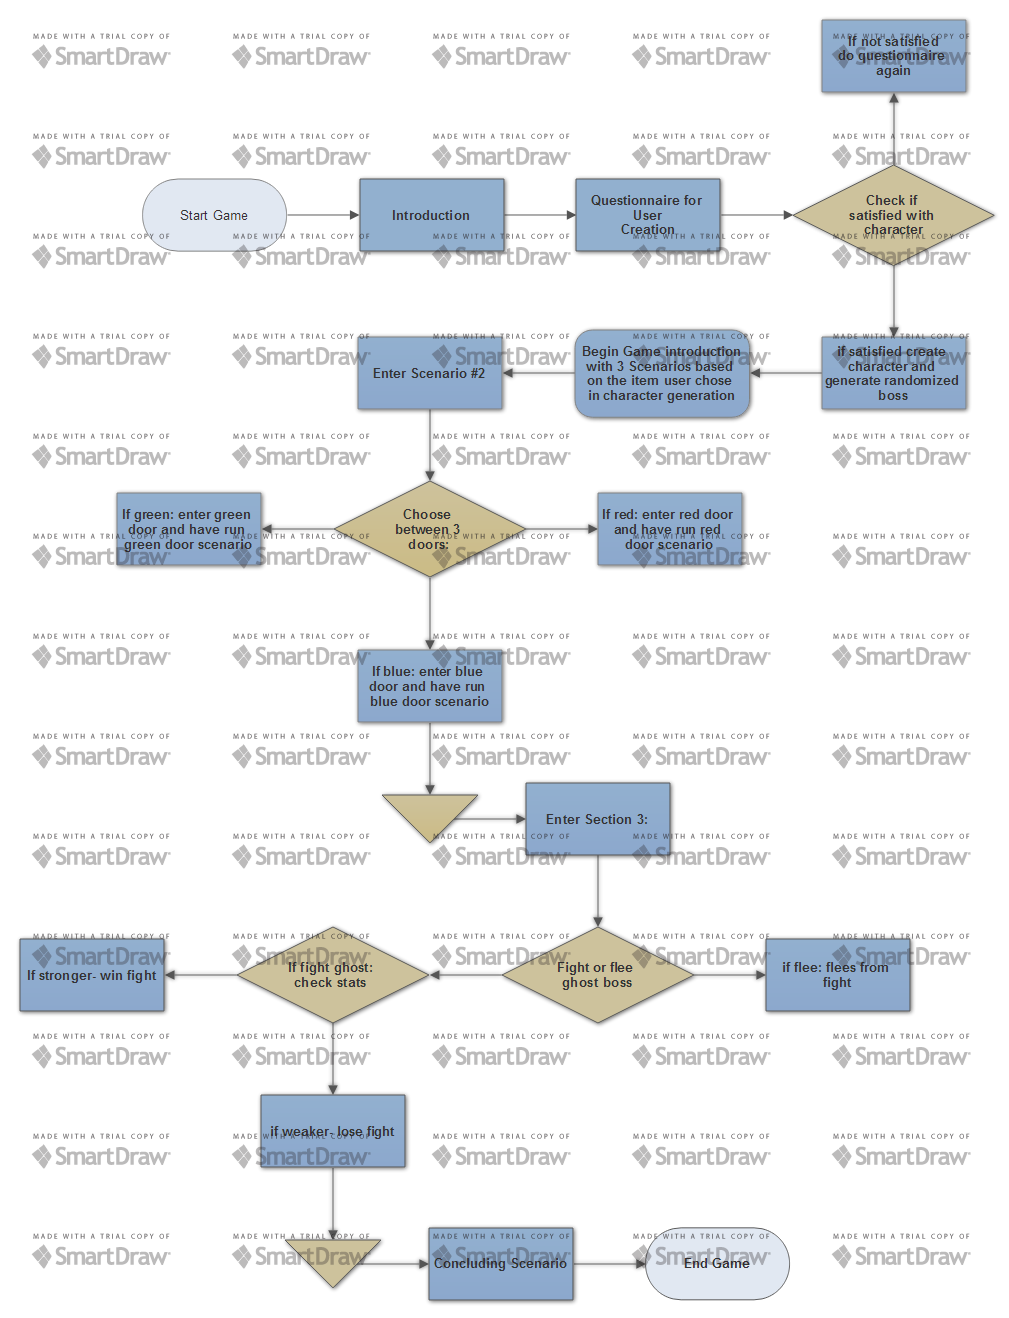 If not satisfied
do questionnaire
again
Start Game
Introduction
Questionnaire for
User
Creation
Check if
satisfied with
character
Enter Scenario #2
Begin Game introduction
with 3 Scenarios based
on the item user chose
in character generation
if satisfied create
character and
generate randomized
boss
If green: enter green
door and have run
green door scenario
Choose
between 3
doors:
If red: enter red door
and have run red
door scenario
If blue: enter blue
door and have run
blue door scenario
Enter Section 3:
If stronger- win fight
If fight ghost:
check stats
Fight or flee
ghost boss
if flee: flees from
fight
if weaker- lose fight
Concluding Scenario
End Game
MADE WITH A TRIAL COPY OF
SmartDraw